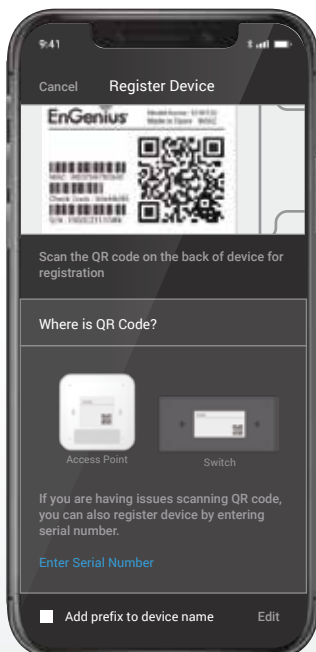 9:41
Cancel Register Device
EnGenius
Scan the QR code on the back of device for
registration
Where is QR Code?
Access Point
Switch
If you are having issues scanning QR code,
you can also register device by entering
serial number.
Enter Serial Number
Add prefix to device name Edit